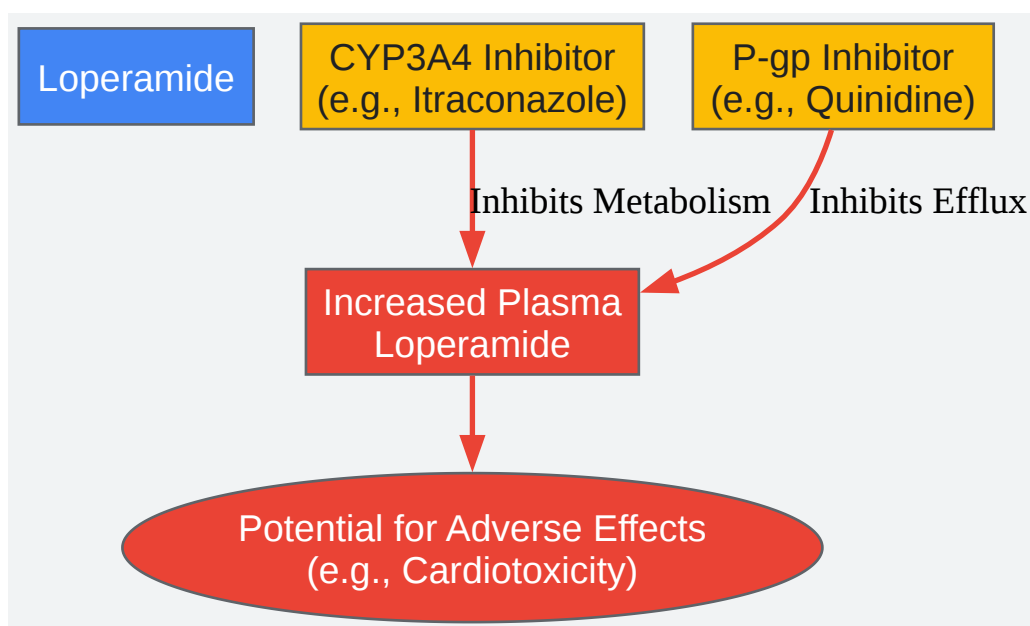 Loperamide
CYP3A4 Inhibitor
(e.g., Itraconazole)
P-gp Inhibitor
(e.g., Quinidine)
Inhibits Metabolism
Inhibits Efflux
Increased Plasma
Loperamide
Potential for Adverse Effects
(e.g., Cardiotoxicity)